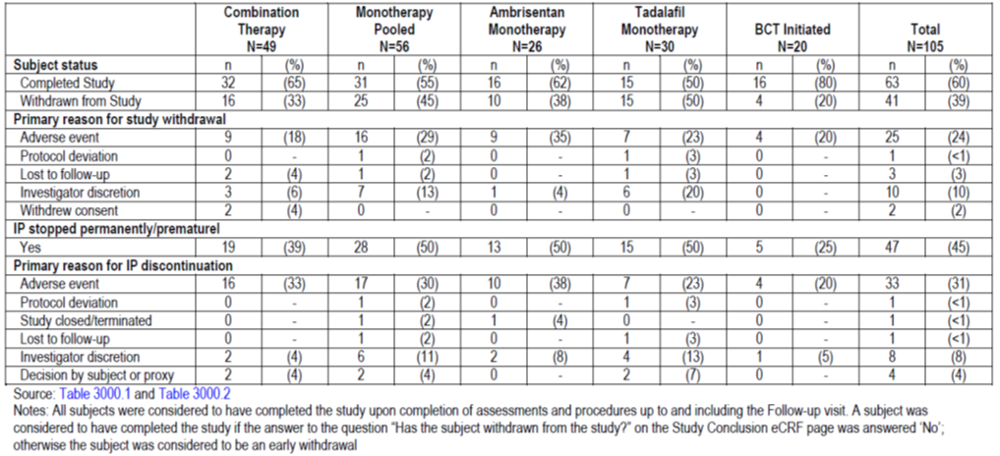 Combination Therapy N=49 Monotherapy Pooled N=56 Ambrisentan Monotherapy N=26 Tadalafil Monotherapy N=30 BCT Initiated N=20 Total N=105
Subject status n (%) n (%) n (%) n (%) n (%) n (%)
Completed Study 32 (65) 31 (55) 16 (62) 15 (50) 16 (80) 63 (60)
Withdrawn from Study 16 (33) 25 (45) 10 (38) 15 (50) 4 (20) 41 (39)
Primary reason for study withdrawal
Adverse event 9 (18) 16 (29) 9 (35) 7 (23) 4 (20) 25 (24)
Protocol deviation 0 - 1 (2) 0 - 1 (3) 0 - 1 (<1)
Lost to follow-up 2 (4) 1 (2) 0 - 1 (3) 0 - 3 (3)
Investigator discretion 3 (6) 7 (13) 1 (4) 6 (20) 0 - 10 (10)
Withdrew consent 2 (4) 0 - 0 - 0 - 0 - 2 (2)
IP stopped permanently/prematurel
Yes 19 (39) 28 (50) 13 (50) 15 (50) 5 (25) 47 (45)
Primary reason for IP discontinuation
Adverse event 16 (33) 17 (30) 10 (38) 7 (23) 4 (20) 33 (31)
Protocol deviation 0 - 1 (2) 0 - 1 (3) 0 - 1 (<1)
Study closed/terminated 0 - 1 (2) 1 (4) 0 - 0 - 1 (<1)
Lost to follow-up 0 - 1 (2) 0 - 1 (3) 0 - 1 (<1)
Investigator discretion 2 (4) 6 (11) 2 (8) 4 (13) 1 (5) 8 (8)
Decision by subject or proxy 2 (4) 2 (4) 0 - 2 (7) 0 - 4 (4)
Source: Table 3000.1 and Table 3000.2
Notes: All subjects were considered to have completed the study upon completion of assessments and procedures up to and including the Follow-up visit. A subject was
considered to have completed the study if the answer to the question "Has the subject withdrawn from the study?" on the Study Conclusion eCRF page was answered 'No';
otherwise the subject was considered to be an early withdrawal